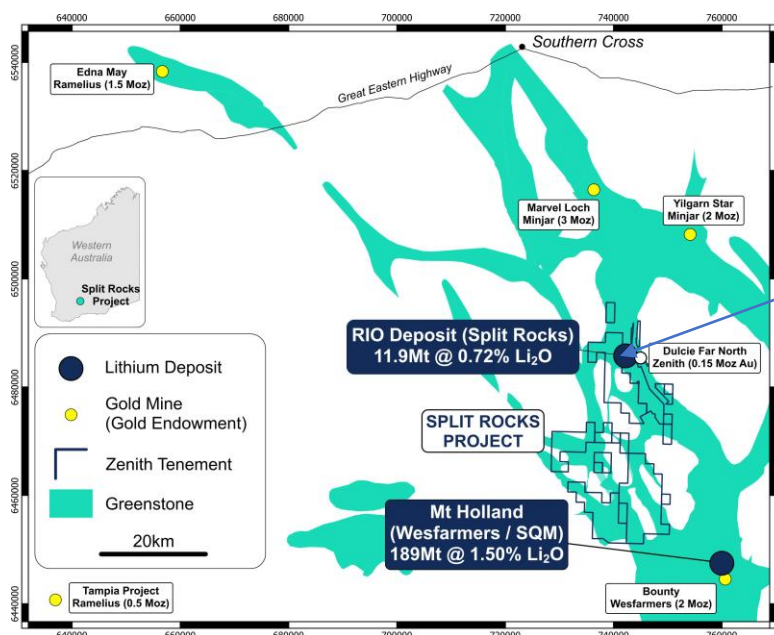 640000
660000
680000
700000
720000
740000
760000
6540000
6520000
6500000
6480000
6460000
6440000
Southern Cross
Great Eastern Highway
Edna May
Ramelius (1.5 Moz)
Marvel Loch
Minjar (3 Moz)
Yilgarn Star
Minjar (2 Moz)
Western
Australia
Split Rocks
Project
RIO Deposit (Split Rocks)
11.9Mt @ 0.72% Li₂O
Dulcie Far North
Zenith (0.15 Moz Au)
SPLIT ROCKS
PROJECT
Lithium Deposit
Gold Mine
(Gold Endowment)
Zenith Tenement
Greenstone
20km
Mt Holland
(Wesfarmers / SQM)
189Mt @ 1.50% Li₂O
Bounty
Wesfarmers (2 Moz)
Tampia Project
Ramelius (0.5 Moz)
640000
660000
680000
700000
720000
740000
760000